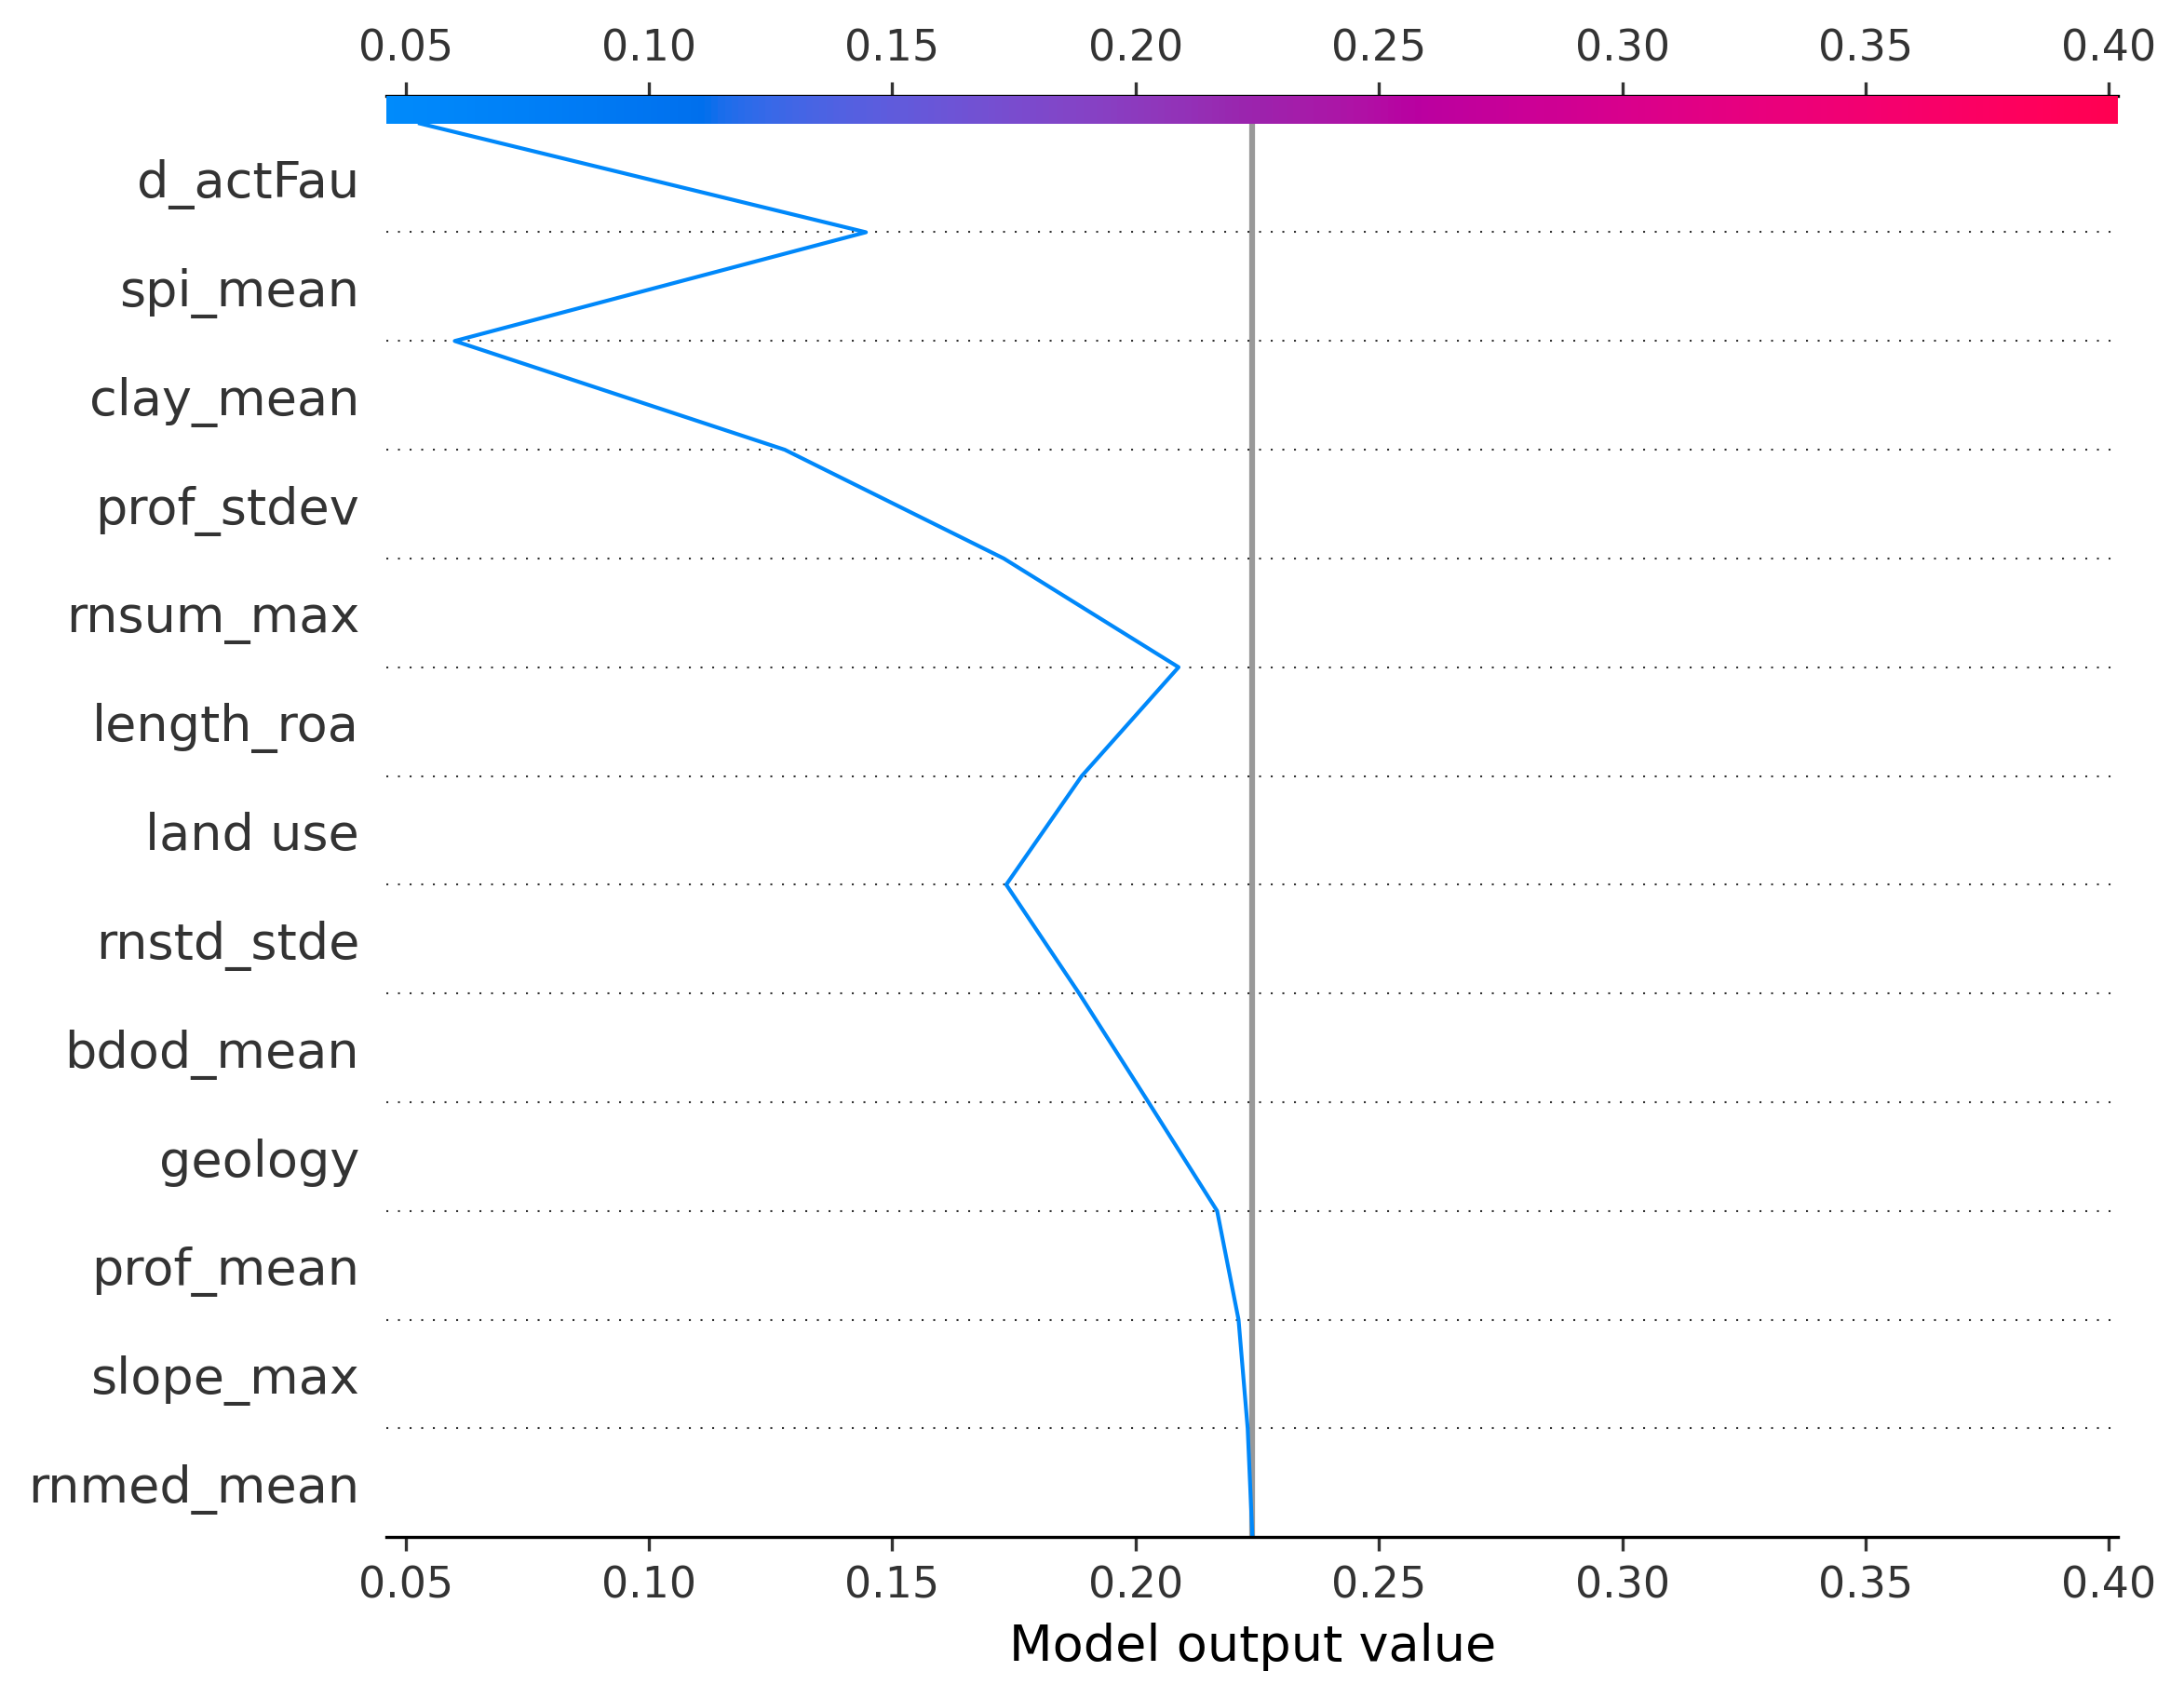 0.05 0.10 0.15 0.20 0.25 0.30 0.35 0.40
d_actFau
spi_mean
clay_mean
prof_stdev
rnsum_max
length_roa
land use
rnstd_stde
bdod_mean
geology
prof_mean
slope_max
rnmed_mean
0.05 0.10 0.15 0.20 0.25 0.30 0.35 0.40
Model output value